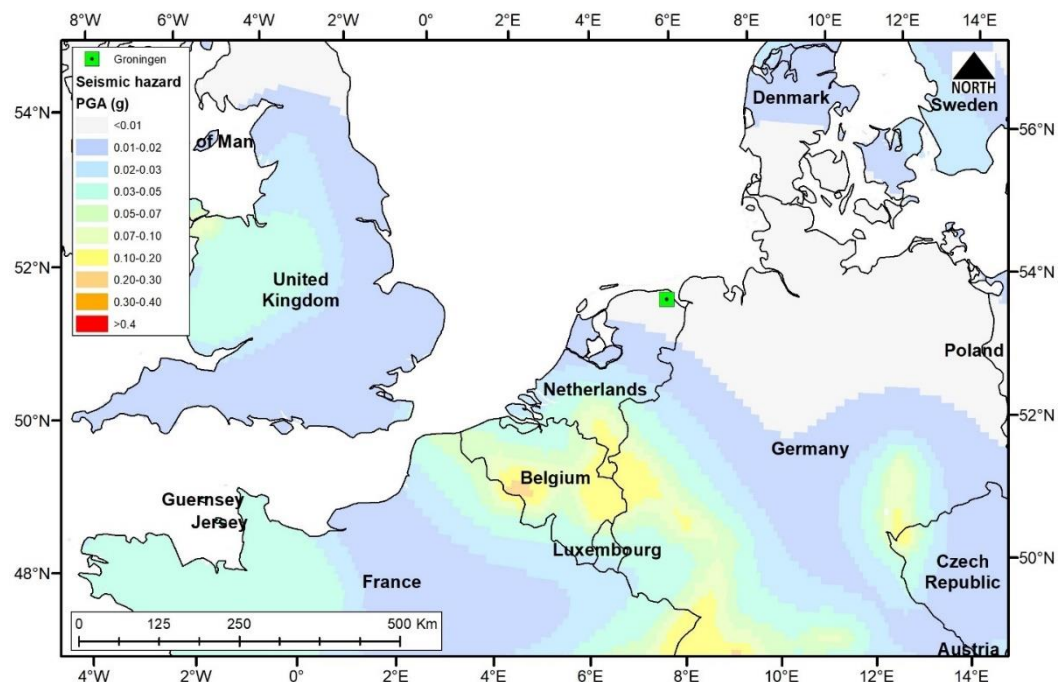 8°W 6°W 4°W 2°W 0° 2°E 4°E 6°E 8°E 10°E 12°E 14°E
Groningen
Seismic hazard
PGA (g)
<0.01
0.01-0.02
0.02-0.03
0.03-0.05
0.05-0.07
0.07-0.10
0.10-0.20
0.20-0.30
0.30-0.40
>0.4
NORTH
Denmark
Sweden
54°N
56°N
of Man
52°N
54°N
United
Kingdom
Poland
Netherlands
50°N
52°N
Germany
Belgium
Guernsey
Jersey
Luxembourg
50°N
Czech
Republic
48°N
France
0 125 250 500 Km
Austria
4°W 2°W 0° 2°E 4°E 6°E 8°E 10°E 12°E